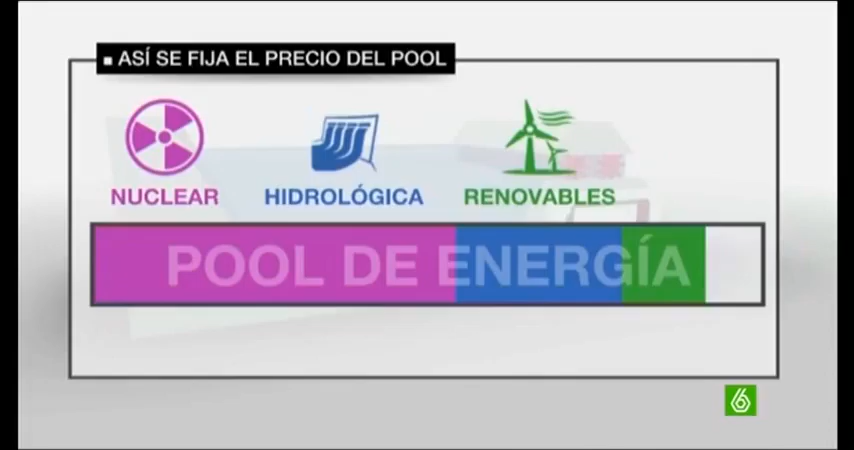 ASÍ SE FIJA EL PRECIO DEL POOL
NUCLEAR HIDROLÓGICA RENOVABLES
POOL DE ENERGÍA
6